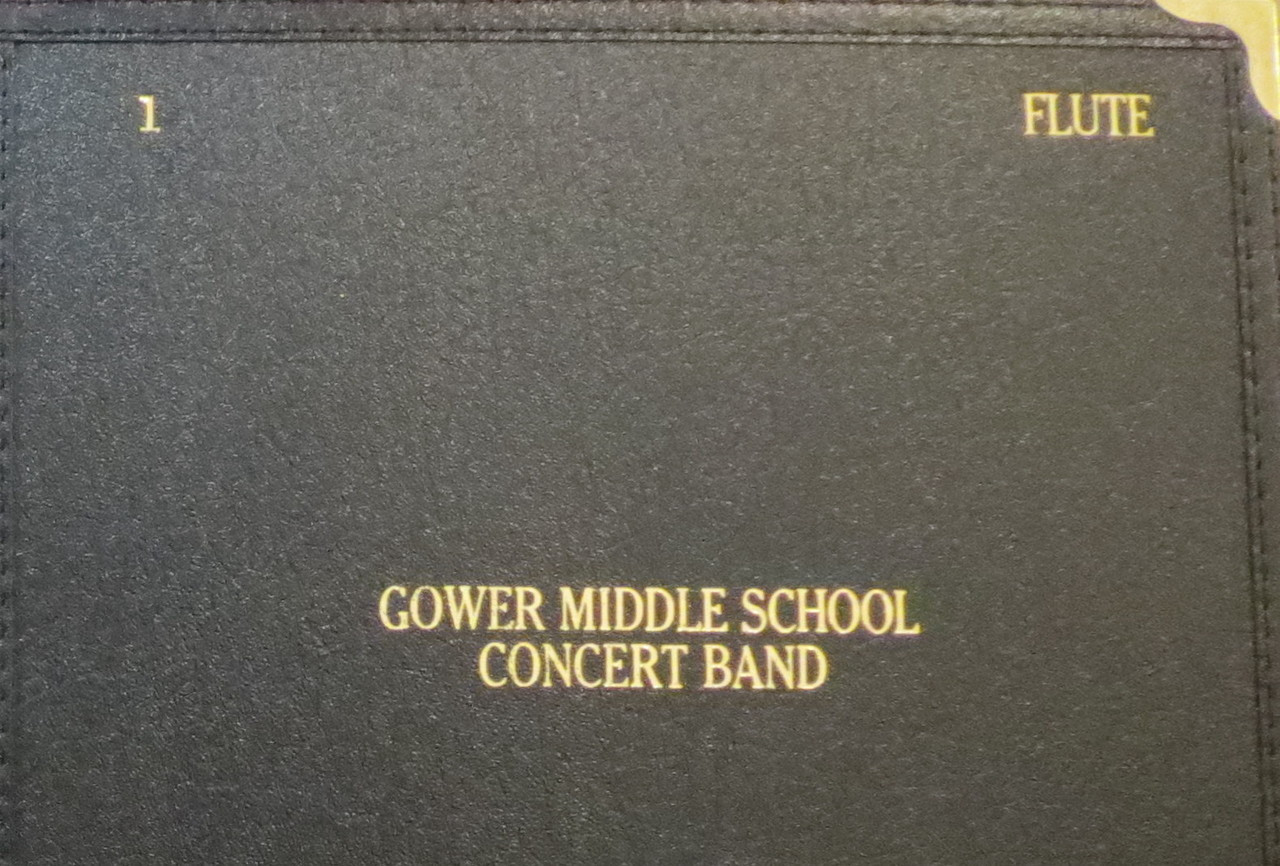 1 FLUTE
GOWER MIDDLE SCHOOL
CONCERT BAND